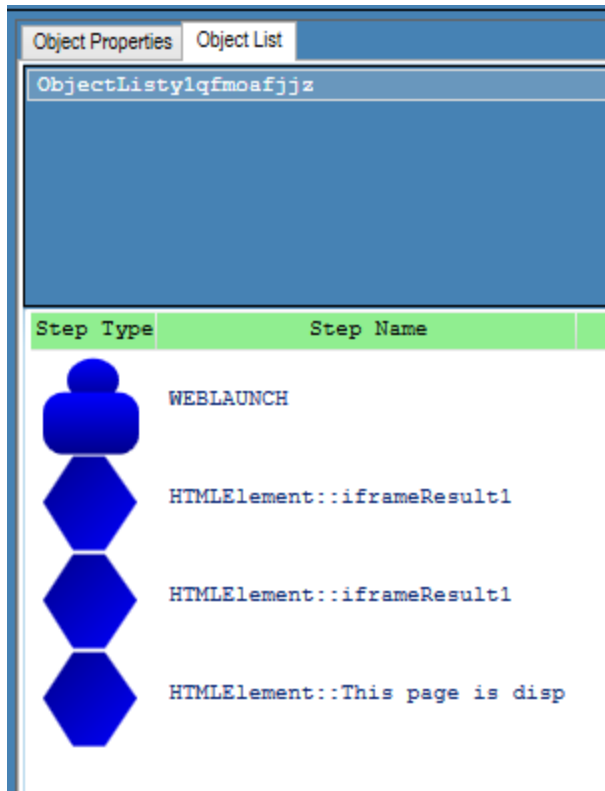 Object Properties Object List
ObjectListy1qfmoafjjz
Step Type Step Name
WEBLAUNCH
HTMLElement::iframeResult1
HTMLElement::iframeResult1
HTMLElement::This page is disp